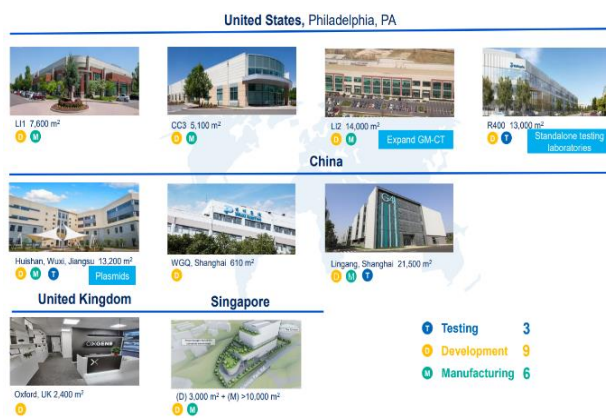 United States, Philadelphia, PA
LI1 7,600 m²
D M
CC3 5,100 m²
D M
LI2 14,000 m²
D M
Expand GM-CT
R400 13,000 m²
D T
Standalone testing
laboratories
China
Huishan, Wuxi, Jiangsu 13,200 m²
D M T
Plasmids
WGQ, Shanghai 610 m²
D
Lingang, Shanghai 21,500 m²
D M T
United Kingdom
Singapore
OXGENE
Oxford, UK 2,400 m²
D
(D) 3,000 m² + (M) >10,000 m²
D M
T Testing 3
D Development 9
M Manufacturing 6